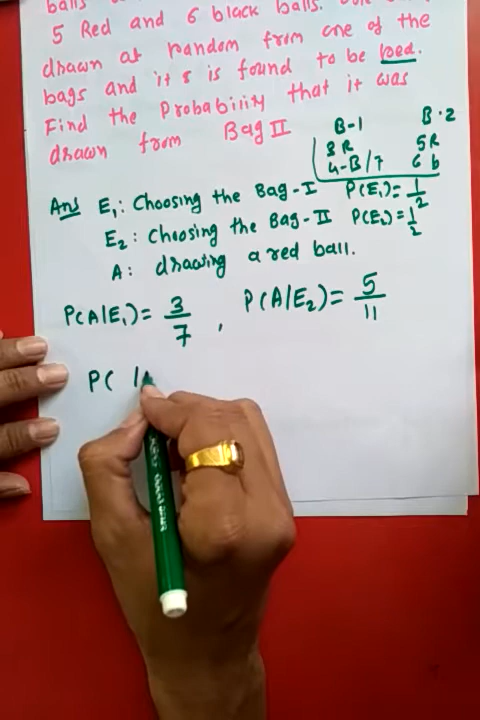 balls
5 Red and 6 black balls.
drawn at random from one of the
bags and it s is found to be Red.
Find the Probability that it was
drawn from Bag II
B-1
3R
4-B/7
B-2
5R
6 b
Ans E₁: Choosing the Bag-I P(E₁)=1/2
E₂: Choosing the Bag-II P(E₂)=1/2
A: drawing a red ball.
P(A/E₁)=3/7, P(A/E₂)=5/11
P( /A